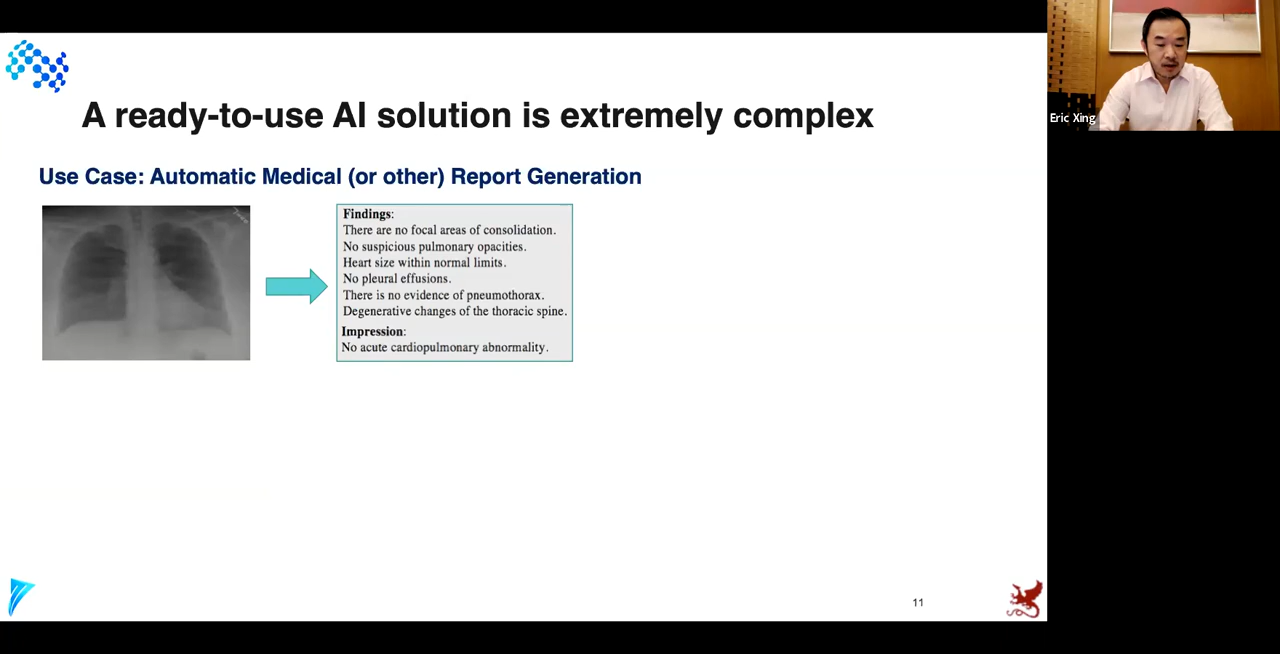 A ready-to-use AI solution is extremely complex
Eric Xing
Use Case: Automatic Medical (or other) Report Generation
Findings:
There are no focal areas of consolidation.
No suspicious pulmonary opacities.
Heart size within normal limits.
No pleural effusions.
There is no evidence of pneumothorax.
Degenerative changes of the thoracic spine.
Impression:
No acute cardiopulmonary abnormality.
11